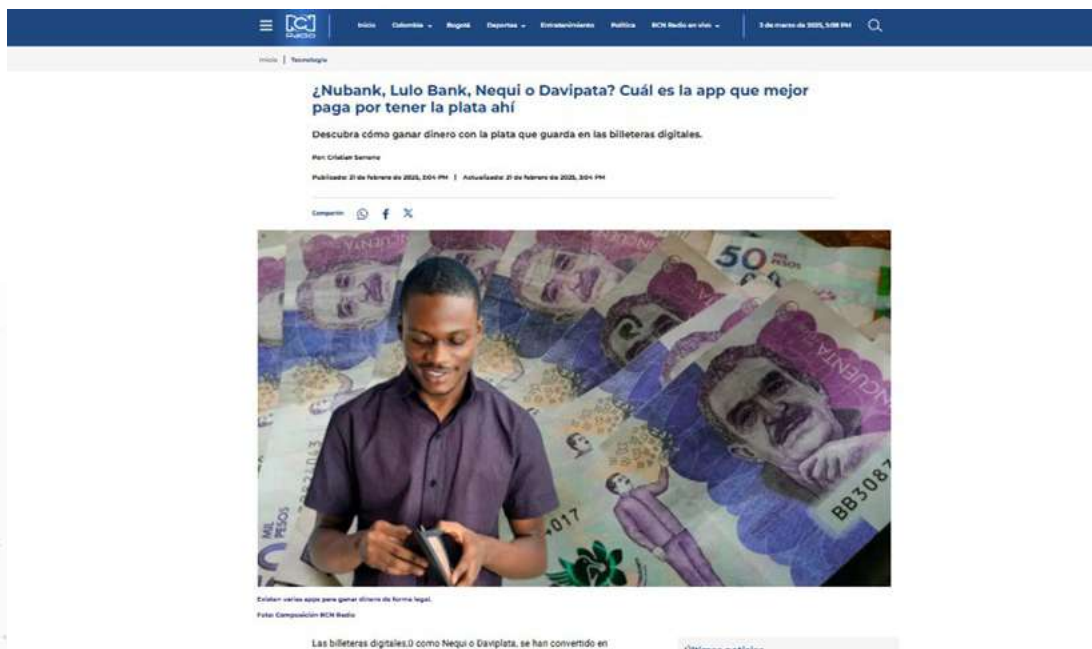 RCN
Radio
Inicio Colombia Bogotá Deportes Entretenimiento Política RCN Radio en vivo 3 de marzo de 2025, 5:08 PM
Inicio | Tecnología
¿Nubank, Lulo Bank, Nequi o Davipata? Cuál es la app que mejor
paga por tener la plata ahí
Descubra cómo ganar dinero con la plata que guarda en las billeteras digitales.
Por: Cristian Serrano
Publicado: 21 de febrero de 2025, 3:04 PM | Actualizado: 21 de febrero de 2025, 3:04 PM
Compartir
50 MIL
PESOS
CINCUENTA
BB3087
017
MIL
PESOS
Existen varias apps para ganar dinero de forma legal.
Foto: Composición RCN Radio
Las billeteras digitales,0 como Nequi o Daviplata, se han convertido en
Últimas noticias